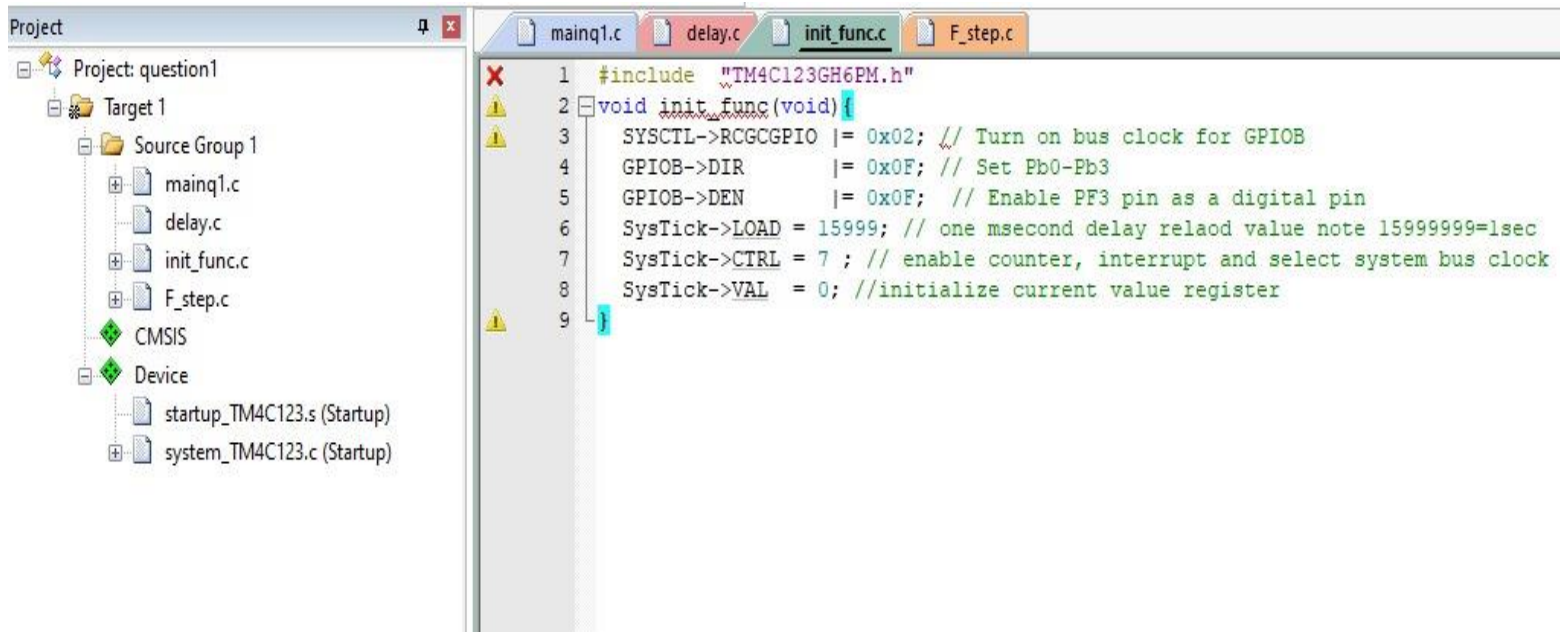 Project
Project: question1
Target 1
Source Group 1
mainq1.c
delay.c
init_func.c
F_step.c
CMSIS
Device
startup_TM4C123.s (Startup)
system_TM4C123.c (Startup)
mainq1.c delay.c init_func.c F_step.c
1 #include "TM4C123GH6PM.h"
2 void init_func(void){
3 SYSCTL->RCGCGPIO |= 0x02; // Turn on bus clock for GPIOB
4 GPIOB->DIR |= 0x0F; // Set Pb0-Pb3
5 GPIOB->DEN |= 0x0F; // Enable PF3 pin as a digital pin
6 SysTick->LOAD = 15999; // one msecond delay relaod value note 15999999=1sec
7 SysTick->CTRL = 7 ; // enable counter, interrupt and select system bus clock
8 SysTick->VAL = 0; //initialize current value register
9 }